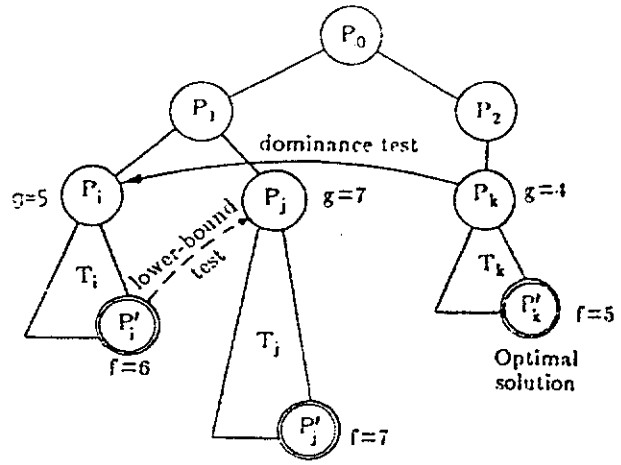 P₀
P₁
P₂
dominance test
g=5
Pᵢ
Pⱼ
g=7
Pₖ
g=4
lower-bound
test
Tᵢ
Tₖ
P'ᵢ
P'ₖ
f=5
Tⱼ
f=6
Optimal
solution
P'ⱼ
f=7